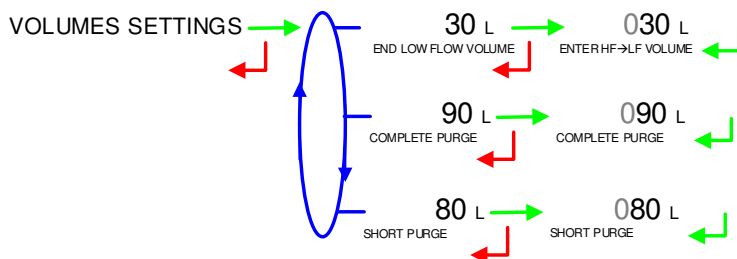 VOLUMES SETTINGS
30 L
END LOW FLOW VOLUME
030 L
ENTER HF→LF VOLUME
90 L
COMPLETE PURGE
090 L
COMPLETE PURGE
80 L
SHORT PURGE
080 L
SHORT PURGE